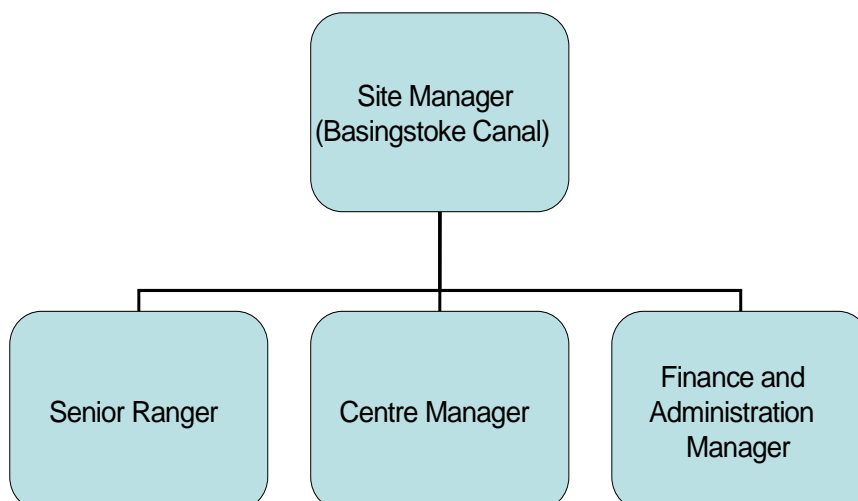 Site Manager
(Basingstoke Canal)
Senior Ranger
Centre Manager
Finance and
Administration
Manager